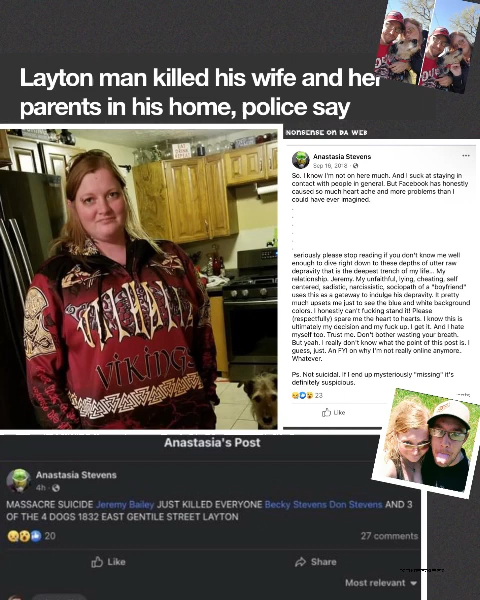 Layton man killed his wife and her
parents in his home, police say
NONSENSE ON DA WEB
Anastasia Stevens
Sep 16, 2018
So. I know I'm not on here much. And I suck at staying in
contact with people in general. But Facebook has honestly
caused so much heart ache and more problems than I
could have ever imagined.
.
.
.
.
.
.seriously please stop reading if you don't know me well
enough to dive right down to these depths of utter raw
depravity that is the deepest trench of my life... My
relationship. Jeremy. My unfaithful, lying, cheating, self
centered, sadistic, narcissistic, sociopath of a "boyfriend"
uses this as a gateway to indulge his depravity. It pretty
much upsets me just to see the blue and white background
colors. I honestly can't fucking stand it! Please
(respectfully) spare me the heart to hearts. I know this is
ultimately my decision and my fuck up. I get it. And I hate
myself too. Trust me. Don't bother wasting your breath.
But yeah. I really don't know what the point of this post is. I
guess, just. An FYI on why I'm not really online anymore.
Whatever.
Ps. Not suicidal. If I end up mysteriously "missing" it's
definitely suspicious.
23
Like
VIKINGS
Anastasia's Post
Anastasia Stevens
4h
MASSACRE SUICIDE Jeremy Bailey JUST KILLED EVERYONE Becky Stevens Don Stevens AND 3
OF THE 4 DOGS 1832 EAST GENTILE STREET LAYTON
20
27 comments
Like
Share
Most relevant